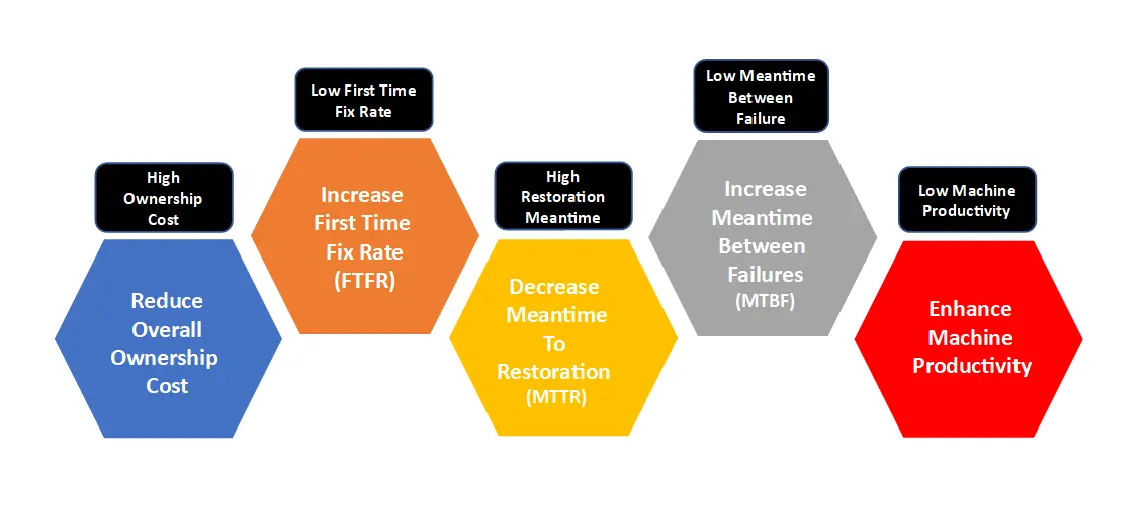 High
Ownership
Cost
Reduce
Overall
Ownership
Cost
Low First Time
Fix Rate
Increase
First Time
Fix Rate
(FTFR)
High
Restoration
Meantime
Decrease
Meantime
To
Restoration
(MTTR)
Low Meantime
Between
Failure
Increase
Meantime
Between
Failures
(MTBF)
Low Machine
Productivity
Enhance
Machine
Productivity